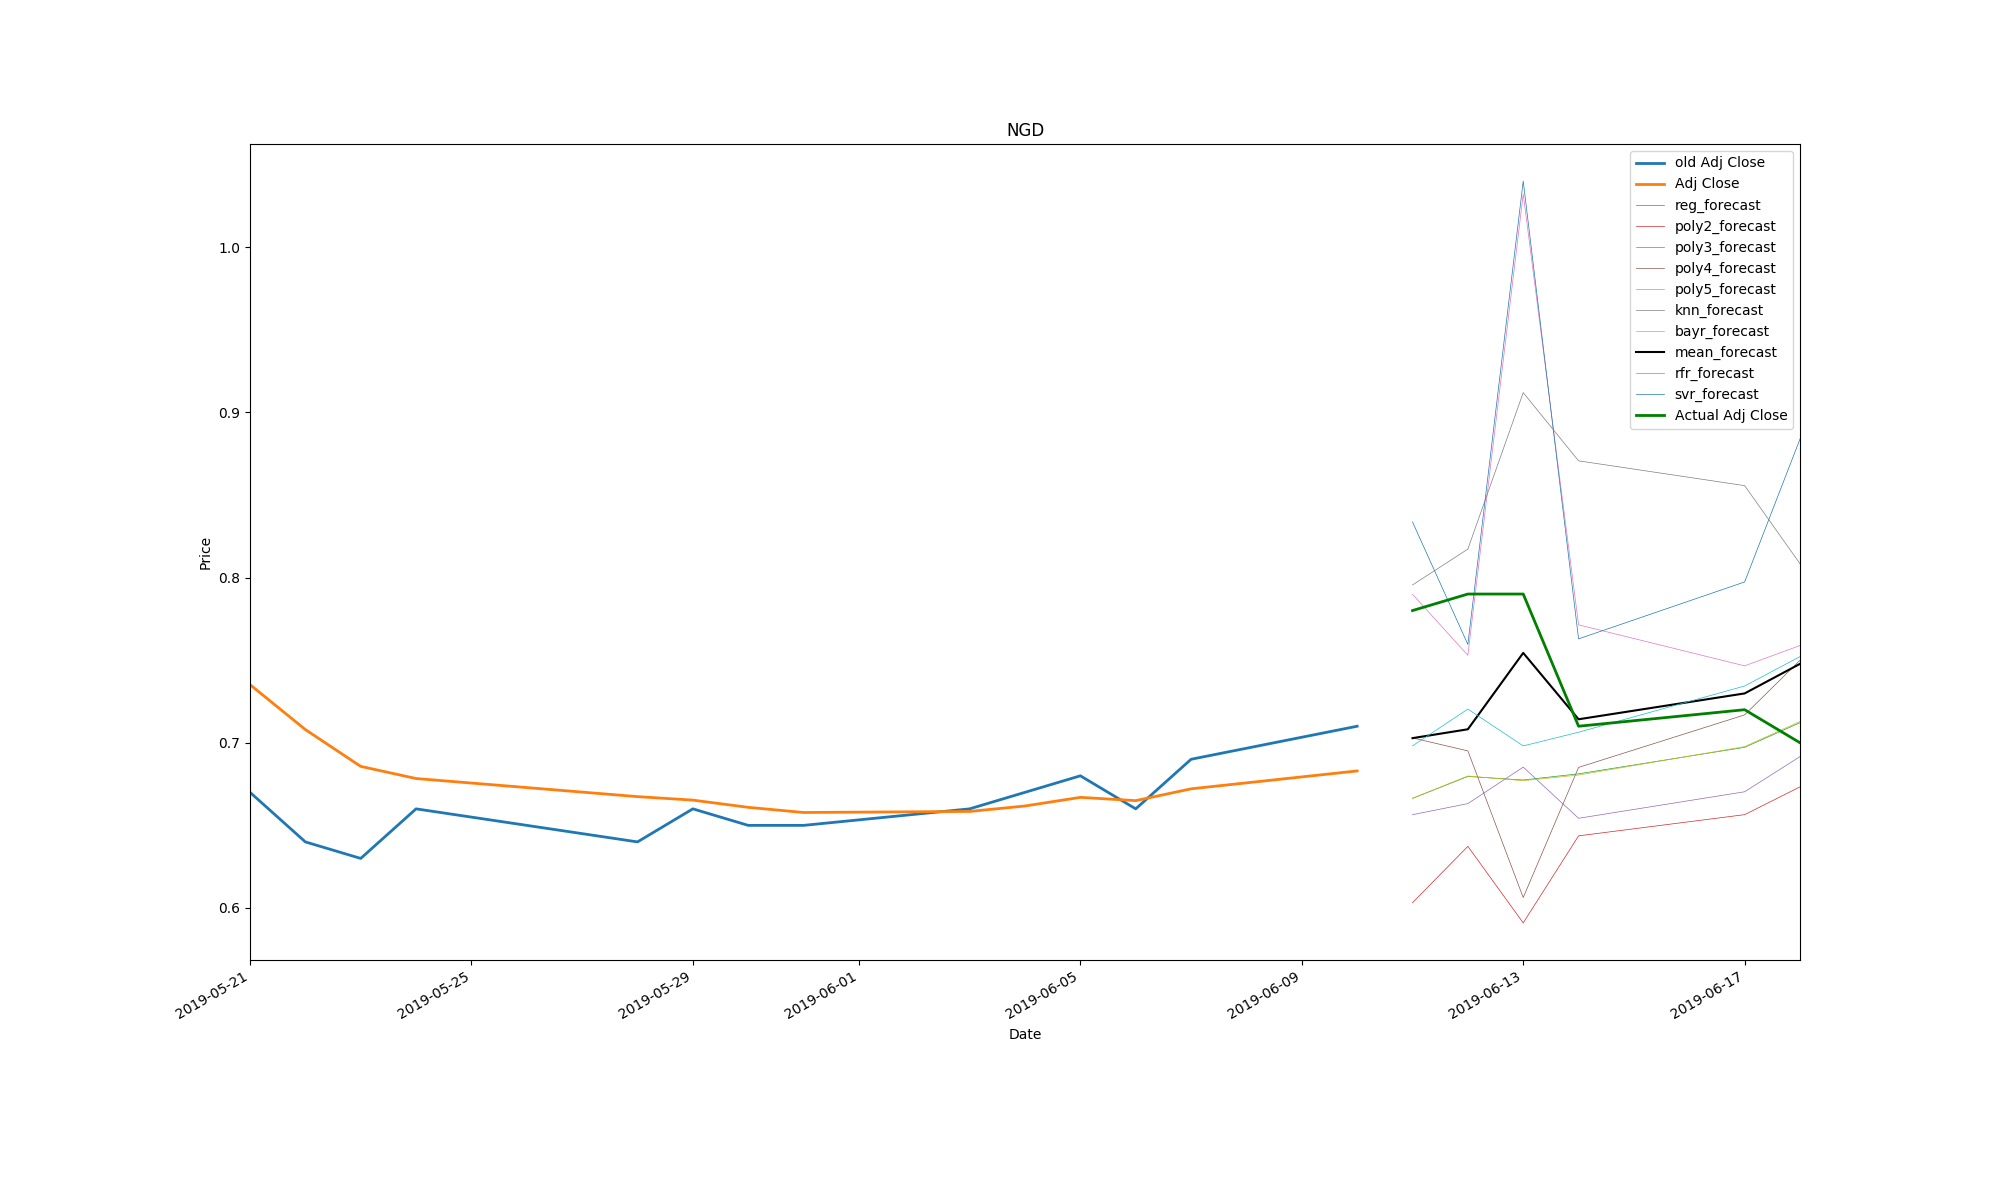 NGD
old Adj Close
Adj Close
reg_forecast
poly2_forecast
poly3_forecast
poly4_forecast
poly5_forecast
knn_forecast
bayr_forecast
mean_forecast
rfr_forecast
svr_forecast
Actual Adj Close
1.0
0.9
0.8
0.7
0.6
Price
2019-05-21
2019-05-25
2019-05-29
2019-06-01
2019-06-05
2019-06-09
2019-06-13
2019-06-17
Date